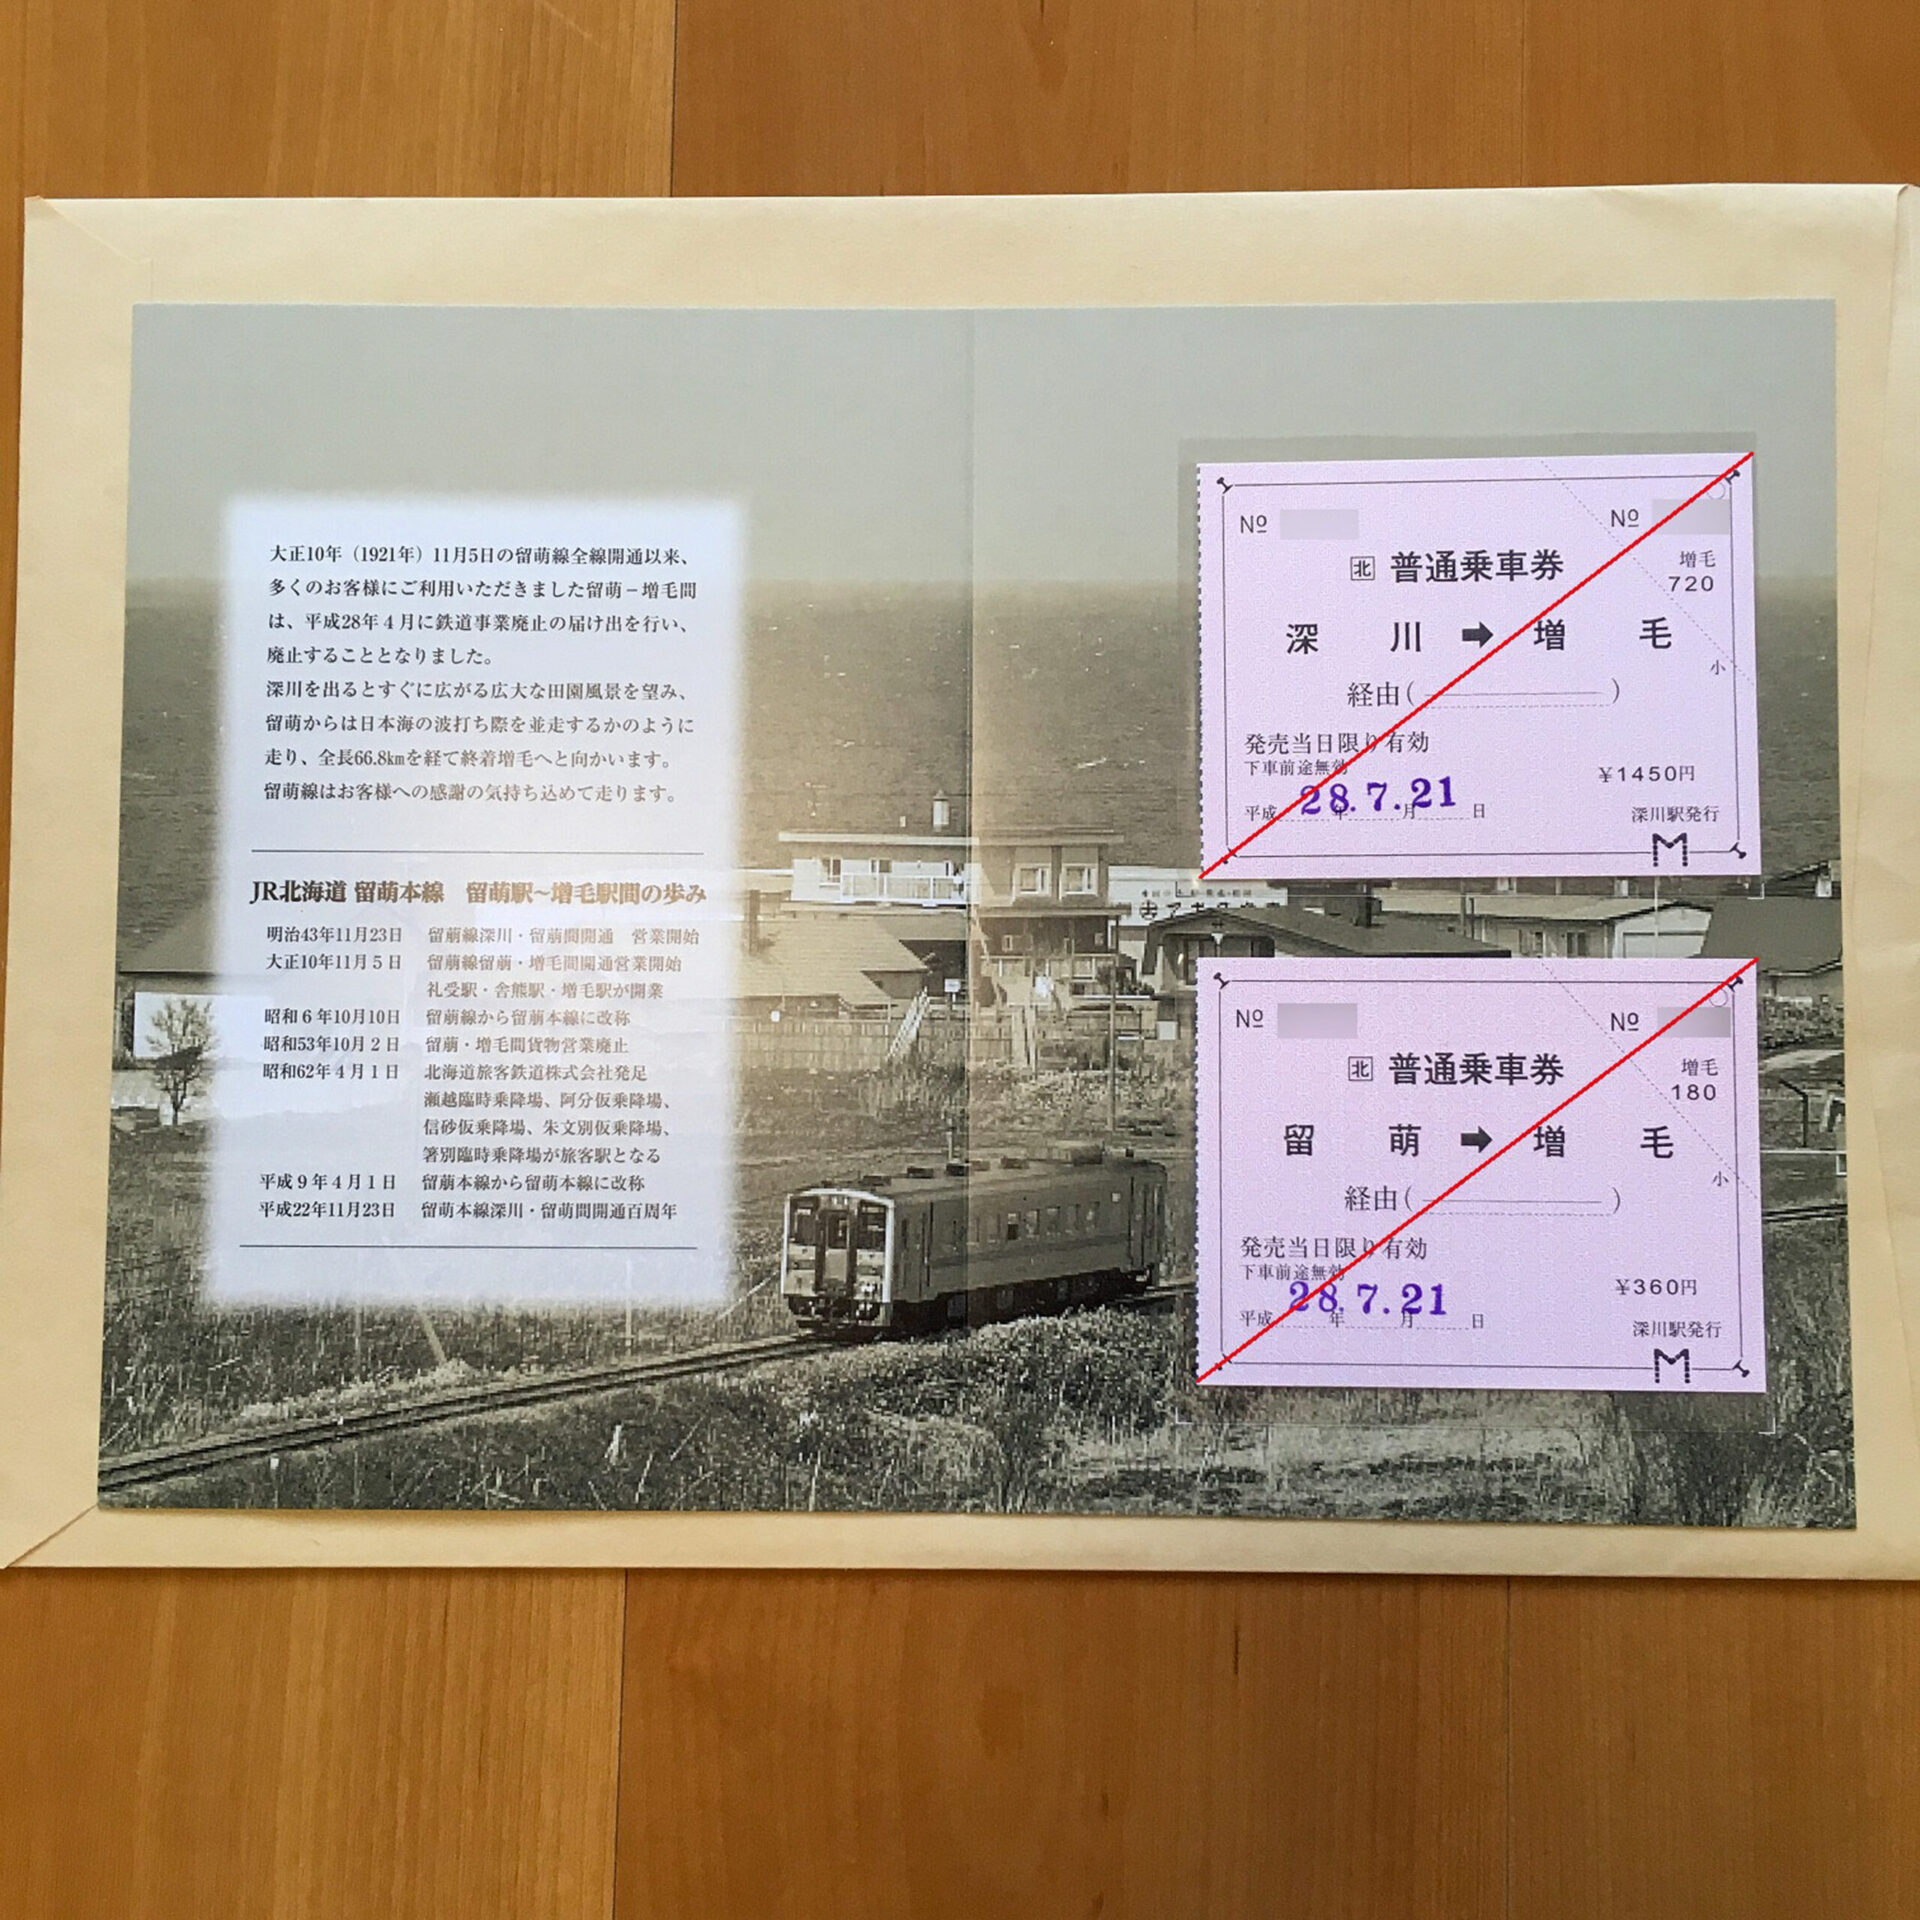 大正10年（1921年）11月5日の留萌線全線開通以来、
多くのお客様にご利用いただきました留萌－増毛間
は、平成28年４月に鉄道事業廃止の届け出を行い、
廃止することとなりました。
深川を出るとすぐに広がる広大な田園風景を望み、
留萌からは日本海の波打ち際を並走するかのように
走り、全長66.8kmを経て終着増毛へと向かいます。
留萌線はお客様への感謝の気持ち込めて走ります。
JR北海道 留萌本線　留萌駅～増毛駅間の歩み
明治43年11月23日　留萠線深川・留萠間開通　営業開始
大正10年11月５日　留萠線留萠・増毛間開通営業開始
礼受駅・舎熊駅・増毛駅が開業
昭和６年10月10日　留萠線から留萠本線に改称
昭和53年10月２日　留萠・増毛間貨物営業廃止
昭和62年４月１日　北海道旅客鉄道株式会社発足
瀬越臨時乗降場、阿分仮乗降場、
信砂仮乗降場、朱文別仮乗降場、
箸別臨時乗降場が旅客駅となる
平成９年４月１日　留萠本線から留萌本線に改称
平成22年11月23日　留萌本線深川・留萌間開通百周年
Nº
Nº
北 普通乗車券
増毛
720
深川➡増毛
小
経由(　)
発売当日限り有効
下車前途無効
¥1450円
平成 28.7.21 年 月 日
深川駅発行
M
Nº
Nº
北 普通乗車券
増毛
180
留萌➡増毛
小
経由(　)
発売当日限り有効
下車前途無効
¥360円
平成 28.7.21 年 月 日
深川駅発行
M